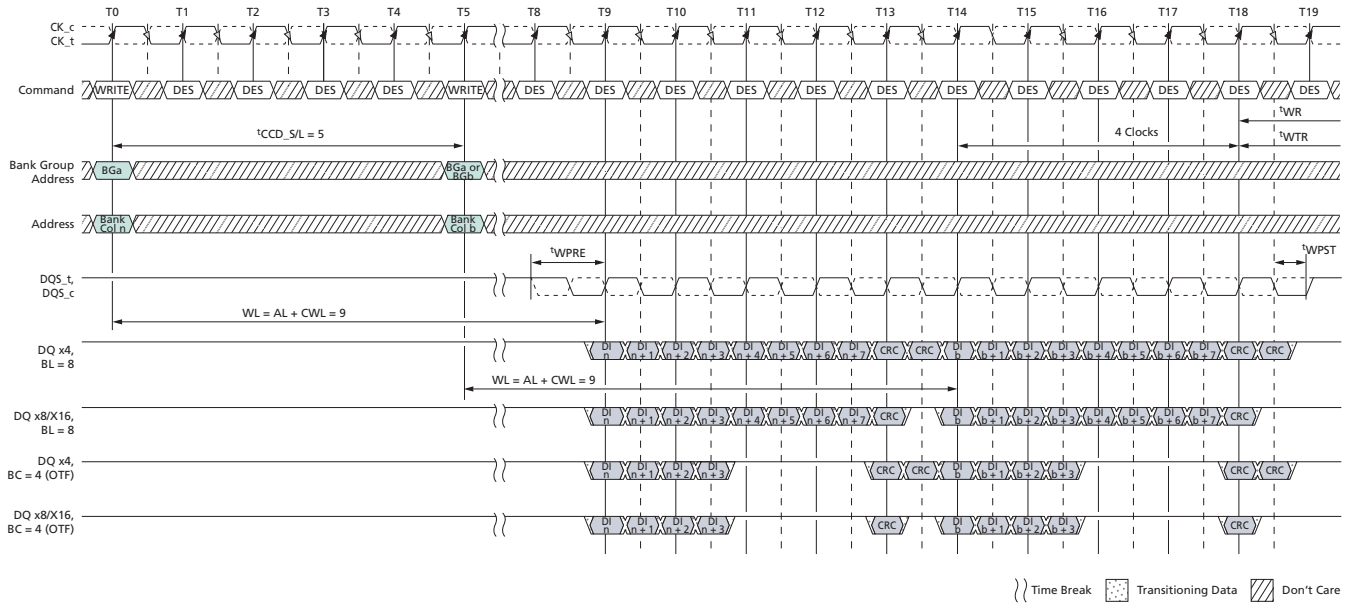 T0 T1 T2 T3 T4 T5 T8 T9 T10 T11 T12 T13 T14 T15 T16 T17 T18 T19
CK_c
CK_t
Command WRITE DES DES DES DES WRITE DES DES DES DES DES DES DES DES DES DES DES DES
tWR
tCCD_S/L = 5
4 Clocks
tWTR
Bank Group
Address
BGa
BGa or
BGb
Address
Bank
Col n
Bank
Col b
tWPRE
tWPST
DQS_t,
DQS_c
WL = AL + CWL = 9
DQ x4,
BL = 8
DI n DI n + 1 DI n + 2 DI n + 3 DI n + 4 DI n + 5 DI n + 6 DI n + 7 CRC CRC DI b DI b + 1 DI b + 2 DI b + 3 DI b + 4 DI b + 5 DI b + 6 DI b + 7 CRC CRC
WL = AL + CWL = 9
DQ x8/X16,
BL = 8
DI n DI n + 1 DI n + 2 DI n + 3 DI n + 4 DI n + 5 DI n + 6 DI n + 7 CRC DI b DI b + 1 DI b + 2 DI b + 3 DI b + 4 DI b + 5 DI b + 6 DI b + 7 CRC
DQ x4,
BC = 4 (OTF)
DI n DI n + 1 DI n + 2 DI n + 3 CRC CRC DI b DI b + 1 DI b + 2 DI b + 3 CRC CRC
DQ x8/X16,
BC = 4 (OTF)
DI n DI n + 1 DI n + 2 DI n + 3 CRC DI b DI b + 1 DI b + 2 DI b + 3 CRC
Time Break Transitioning Data Don't Care